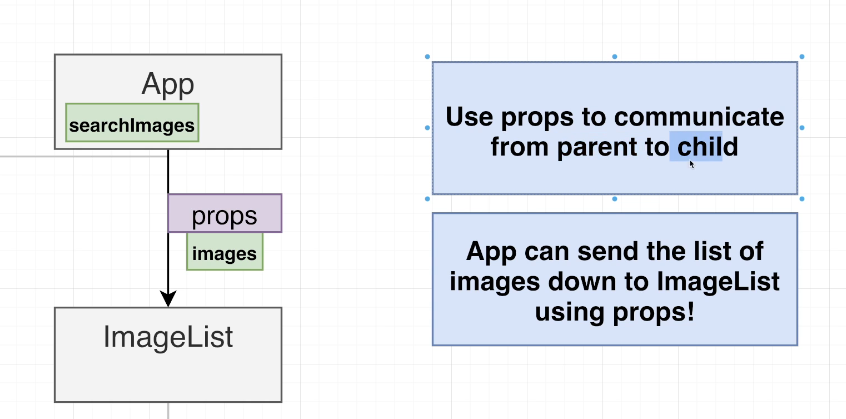 App
searchImages
props
images
ImageList
Use props to communicate
from parent to child
App can send the list of
images down to ImageList
using props!